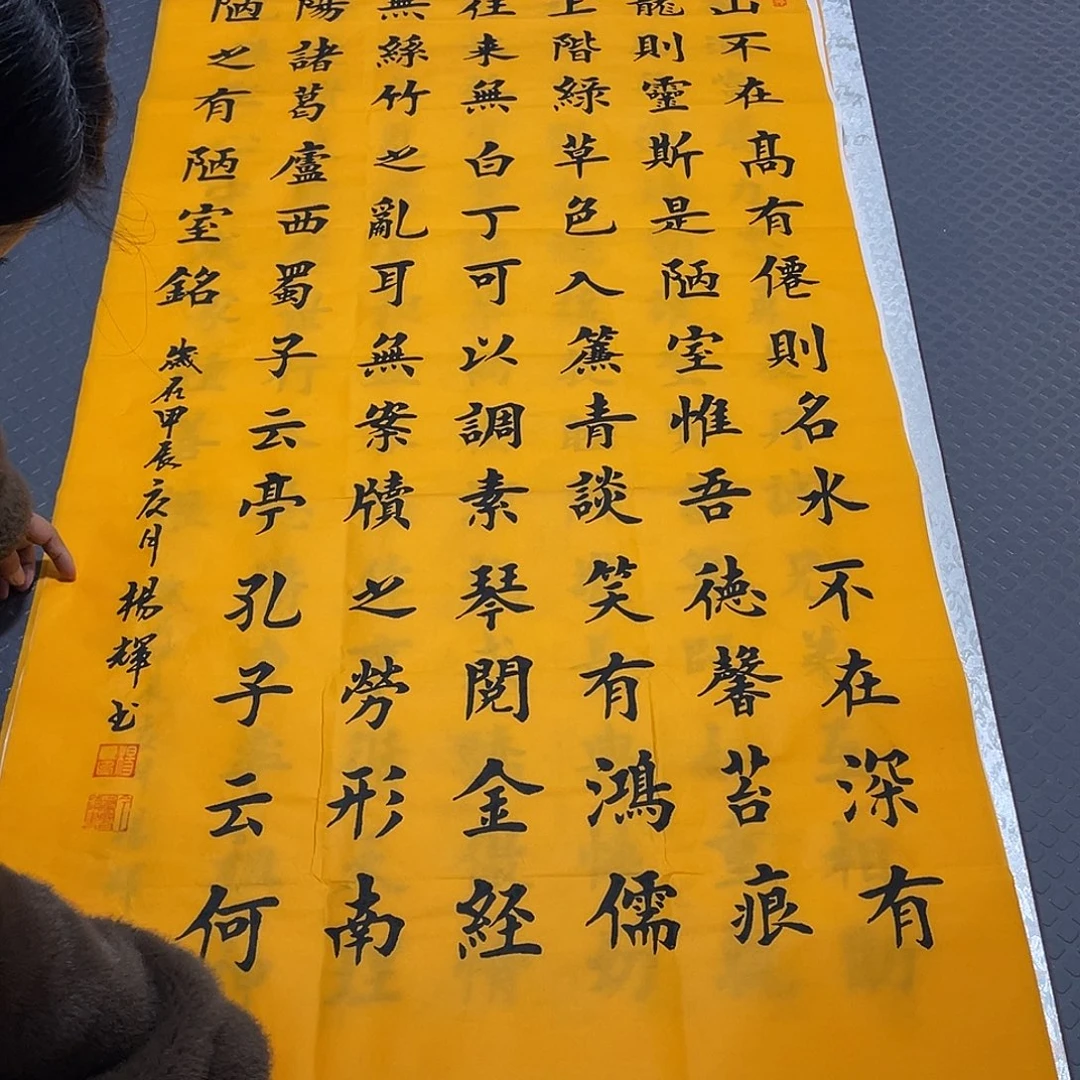 山不在髙有僊則名水不在深有
龍則靈斯是陋室惟吾德馨苔痕
上階綠草色入簾青談笑有鴻儒
往来無白丁可以調素琴閱金経
無絲竹之亂耳無案牘之勞形南
陽諸葛廬西蜀子云亭孔子云何
陋之有陋室銘
歲在甲辰月楊輝书